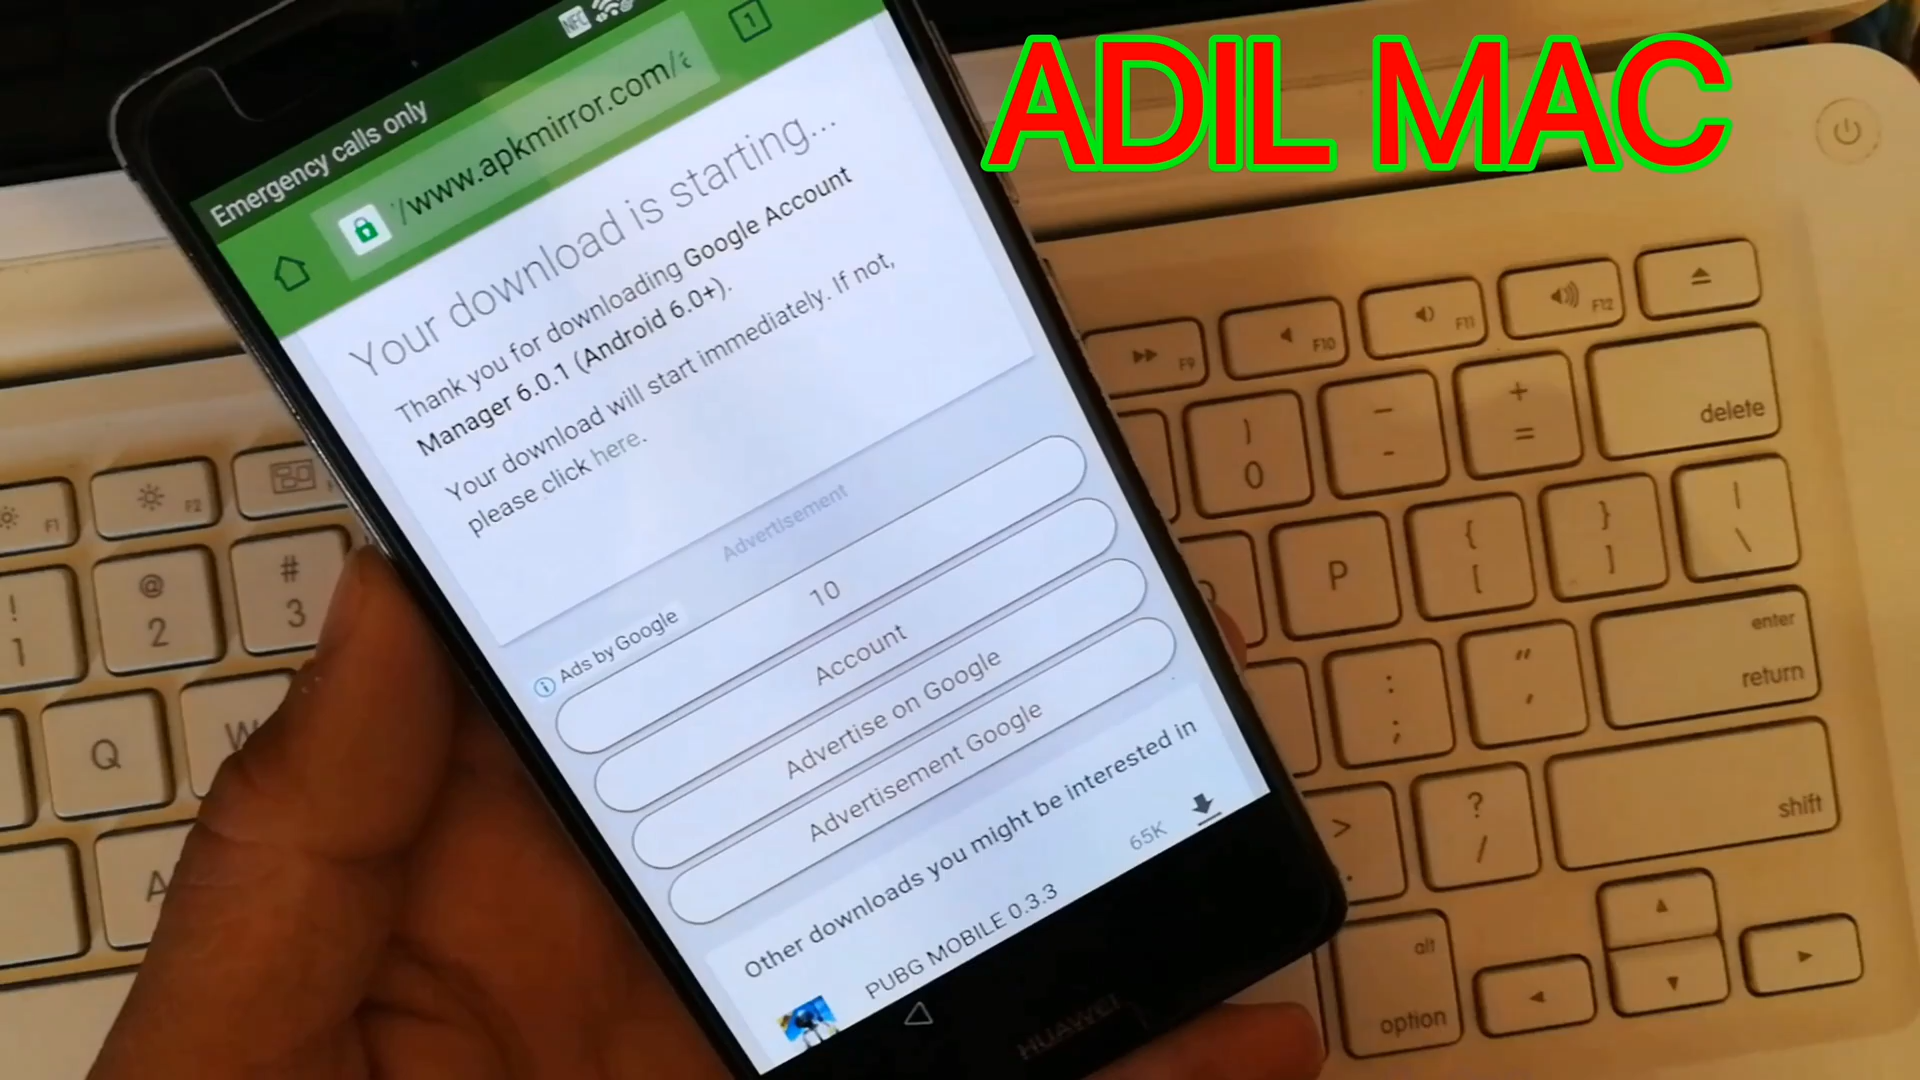 ADIL MAC
NFC
1
Emergency calls only
/www.apkmirror.com/
Your download is starting...
Thank you for downloading Google Account
Manager 6.0.1 (Android 6.0+).
Your download will start immediately. If not,
please click here.
Advertisement
Ads by Google
10
Account
Advertise on Google
Advertisement Google
Other downloads you might be interested in
PUBG MOBILE 0.3.3
65K
HUAWEI
F1
F2
F9
F10
F11
F12
!
1
@
2
#
3
)
0
_
-
+
=
delete
Q
W
P
{
[
}
]
|
\
A
:
;
"
'
enter
return
>
.
?
/
shift
alt
option